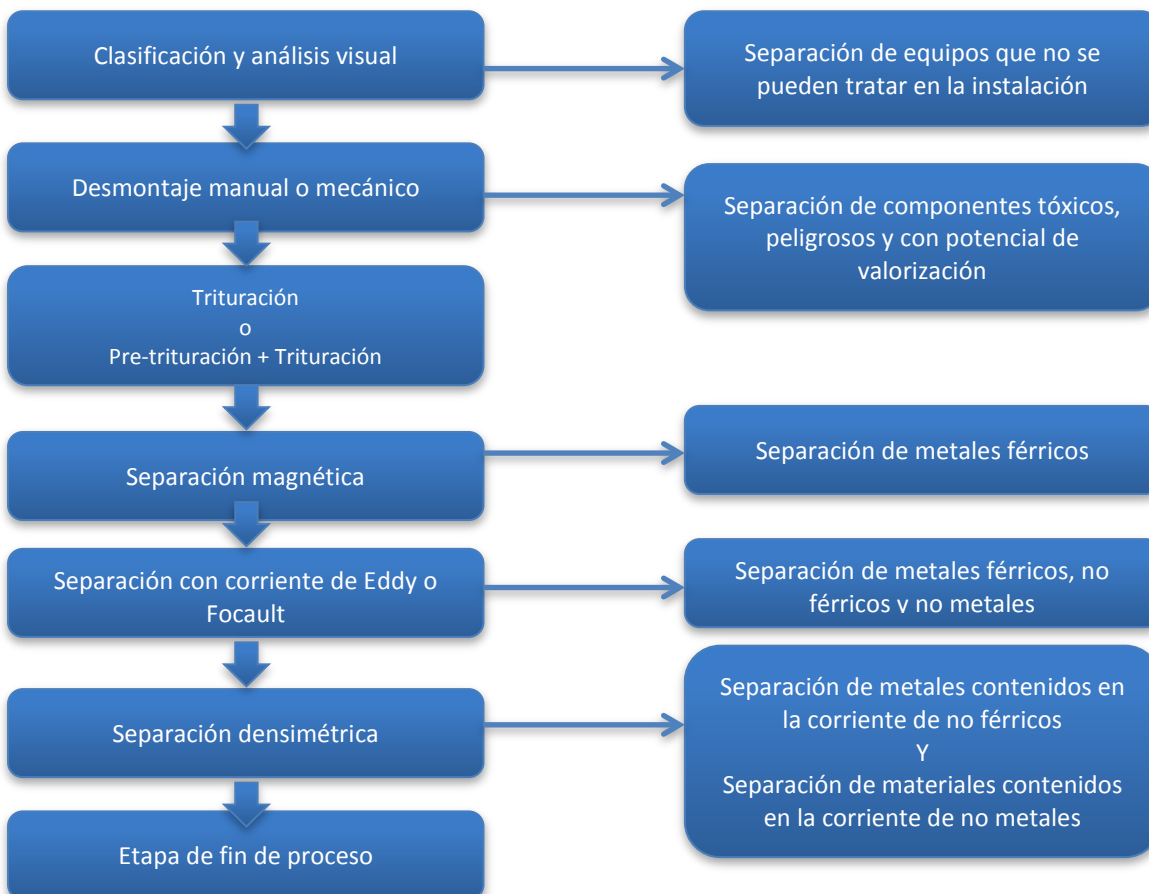 Clasificación y análisis visual
Separación de equipos que no se
pueden tratar en la instalación
Desmontaje manual o mecánico
Separación de componentes tóxicos,
peligrosos y con potencial de
valorización
Trituración
o
Pre-trituración + Trituración
Separación magnética
Separación de metales férricos
Separación con corriente de Eddy o
Focault
Separación de metales férricos, no
férricos y no metales
Separación densimétrica
Separación de metales contenidos en
la corriente de no férricos
Y
Separación de materiales contenidos
en la corriente de no metales
Etapa de fin de proceso